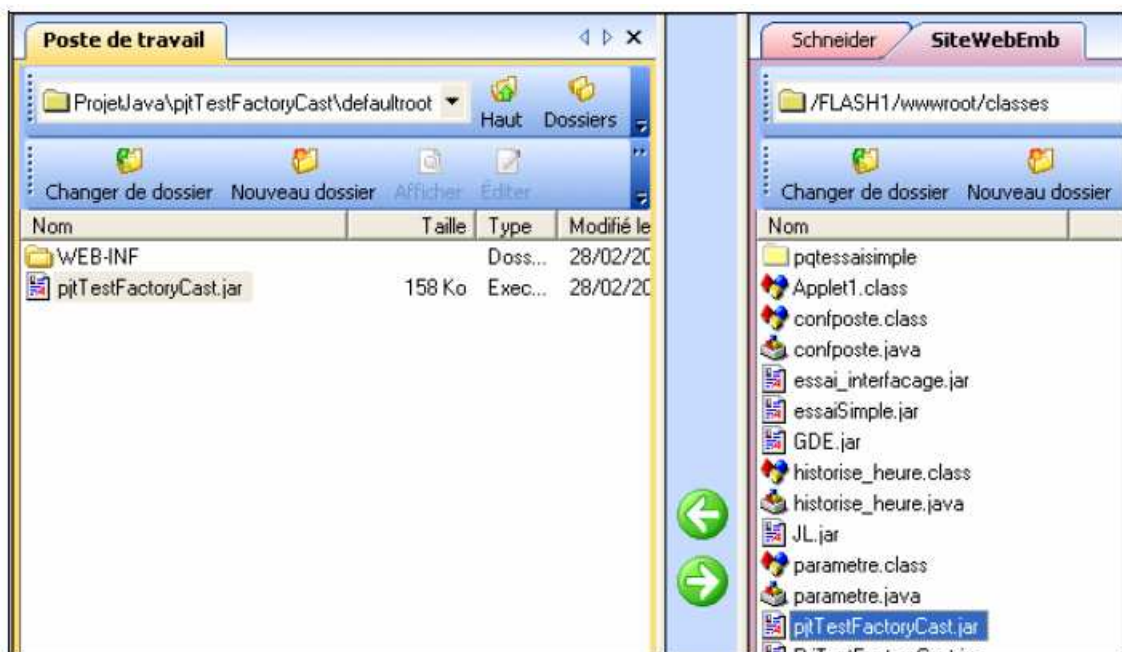 Poste de travail
ProjetJava\pjtTestFactoryCast\defaultroot
Haut Dossiers
Changer de dossier Nouveau dossier Afficher Éditer
Nom Taille Type Modifié le
WEB-INF Doss... 28/02/20
pjtTestFactoryCast.jar 158 Ko Exec... 28/02/20
Schneider SiteWebEmb
/FLASH1/wwwroot/classes
Changer de dossier Nouveau dossier
Nom
pqtessaisimple
Applet1.class
confposte.class
confposte.java
essai_interfacage.jar
essaiSimple.jar
GDE.jar
historise_heure.class
historise_heure.java
JL.jar
parametre.class
parametre.java
pjtTestFactoryCast.jar